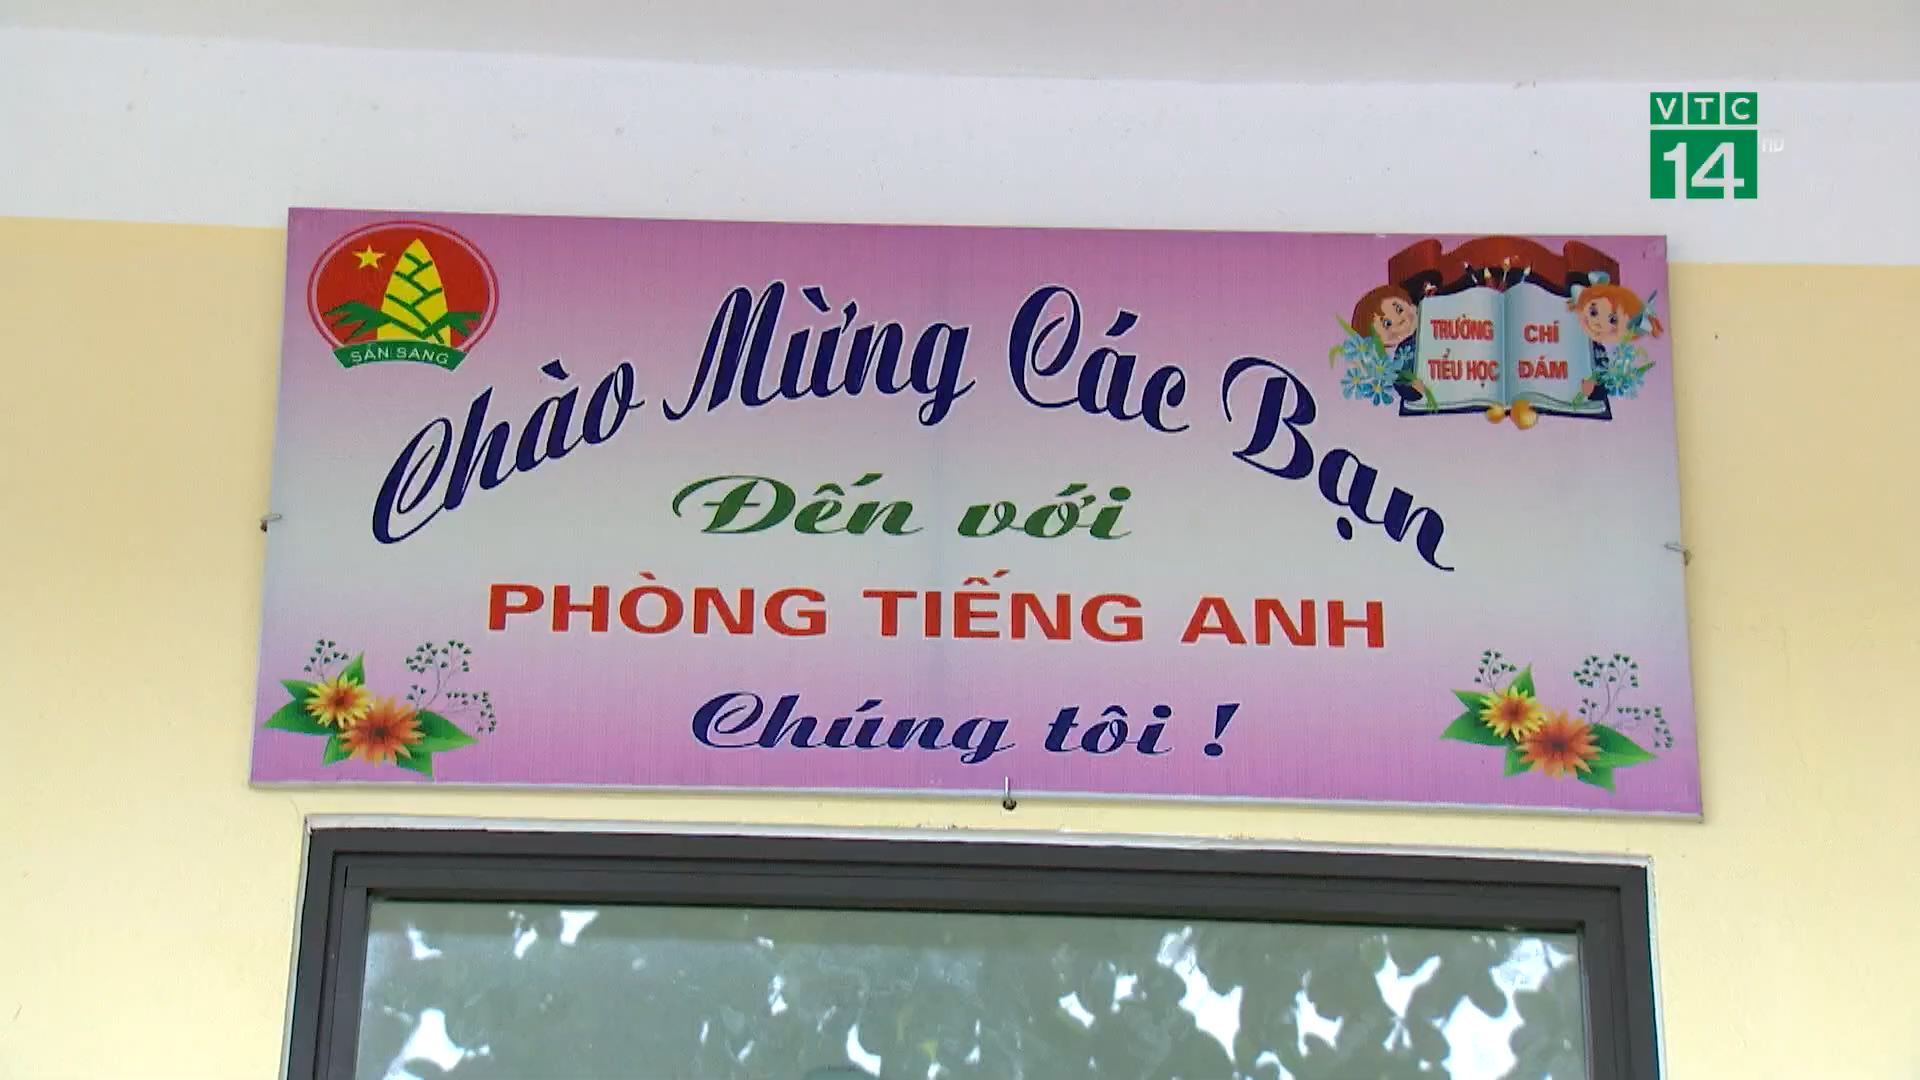 VTC
14
HD
SẴN SÀNG
TRƯỜNG CHÍ
TIỂU HỌC ĐÁM
Chào Mừng Các Bạn
Đến với
PHÒNG TIẾNG ANH
Chúng tôi !